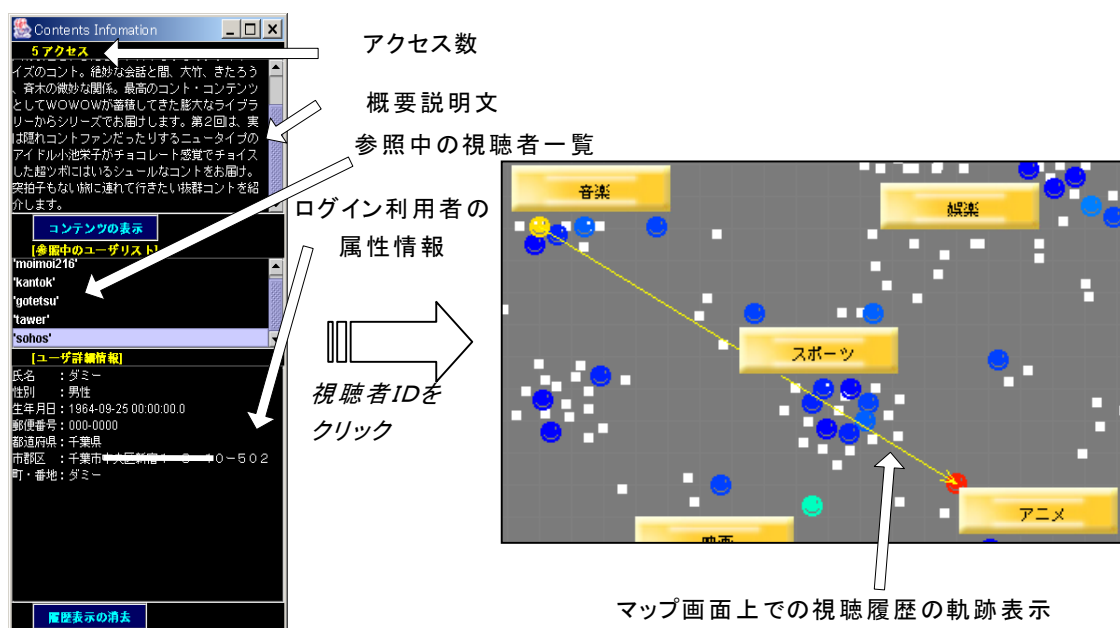 Contents Infomation
5アクセス
イズのコント。絶妙な会話と間、大竹、きたろう
、斉木の微妙な関係。最高のコント・コンテンツ
としてWOWOWが蓄積してきた膨大なライブラ
リーからシリーズでお届けします。第2回は、実
は隠れコントファンだったりするニュータイプの
アイドル小池栄子がチョコレート感覚でチョイス
した超ツボにはいるシュールなコントをお届け。
突拍子もない旅に連れて行きたい抜群コントを紹
介します。
コンテンツの表示
[参照中のユーザリスト]
'moimoi216'
'kantok'
'gotetsu'
'tawer'
'sohos'
[ユーザ詳細情報]
氏名 :ダミー
性別 :男性
生年月日:1964-09-25 00:00:00.0
郵便番号:000-0000
都道府県:千葉県
市郡区 :千葉市
町・番地:ダミー
履歴表示の消去
アクセス数
概要説明文
参照中の視聴者一覧
ログイン利用者の
属性情報
視聴者IDを
クリック
音楽
娯楽
スポーツ
アニメ
映画
マップ画面上での視聴履歴の軌跡表示